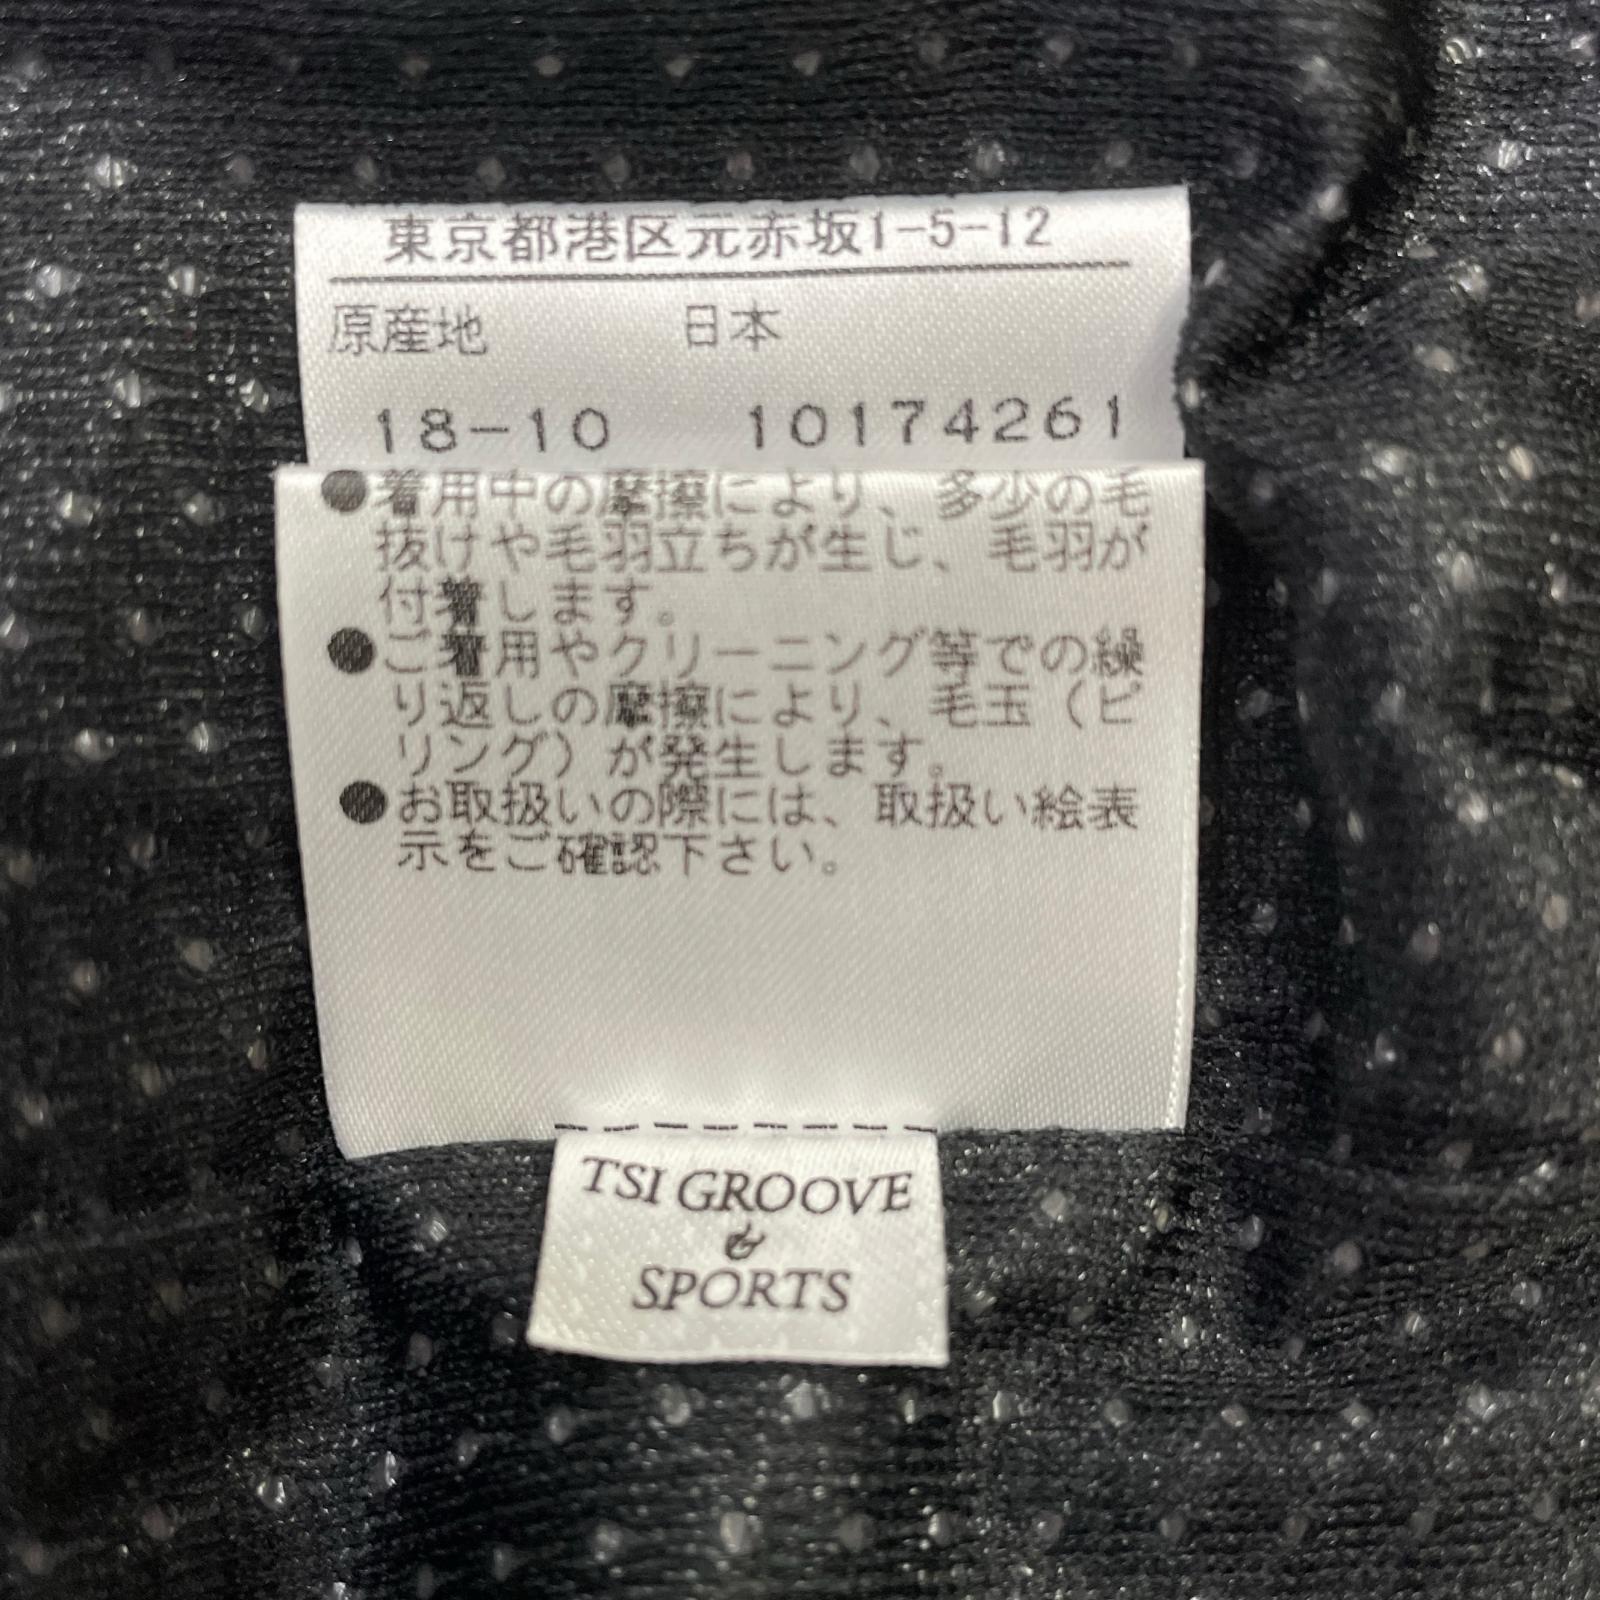 東京都港区元赤坂1-5-12
原産地 日本
18-10 10174261
●着用中の摩擦により、多少の毛
抜けや毛羽立ちが生じ、毛羽が
付着します。
●ご着用やクリーニング等での繰
り返しの摩擦により、毛玉（ピ
リング）が発生します。
●お取扱いの際には、取扱い絵表
示をご確認下さい。
TSI GROOVE
&
SPORTS